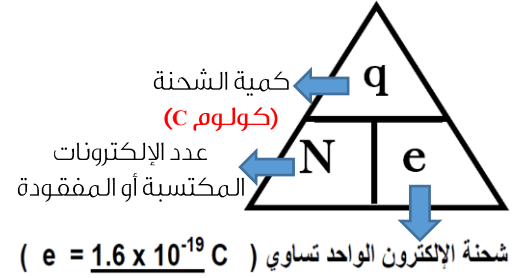 q
كمية الشحنة
(كولوم C)
N
e
عدد الإلكترونات
المكتسبة أو المفقودة
شحنة الإلكترون الواحد تساوي ( e = 1.6 x 10⁻¹⁹ C )